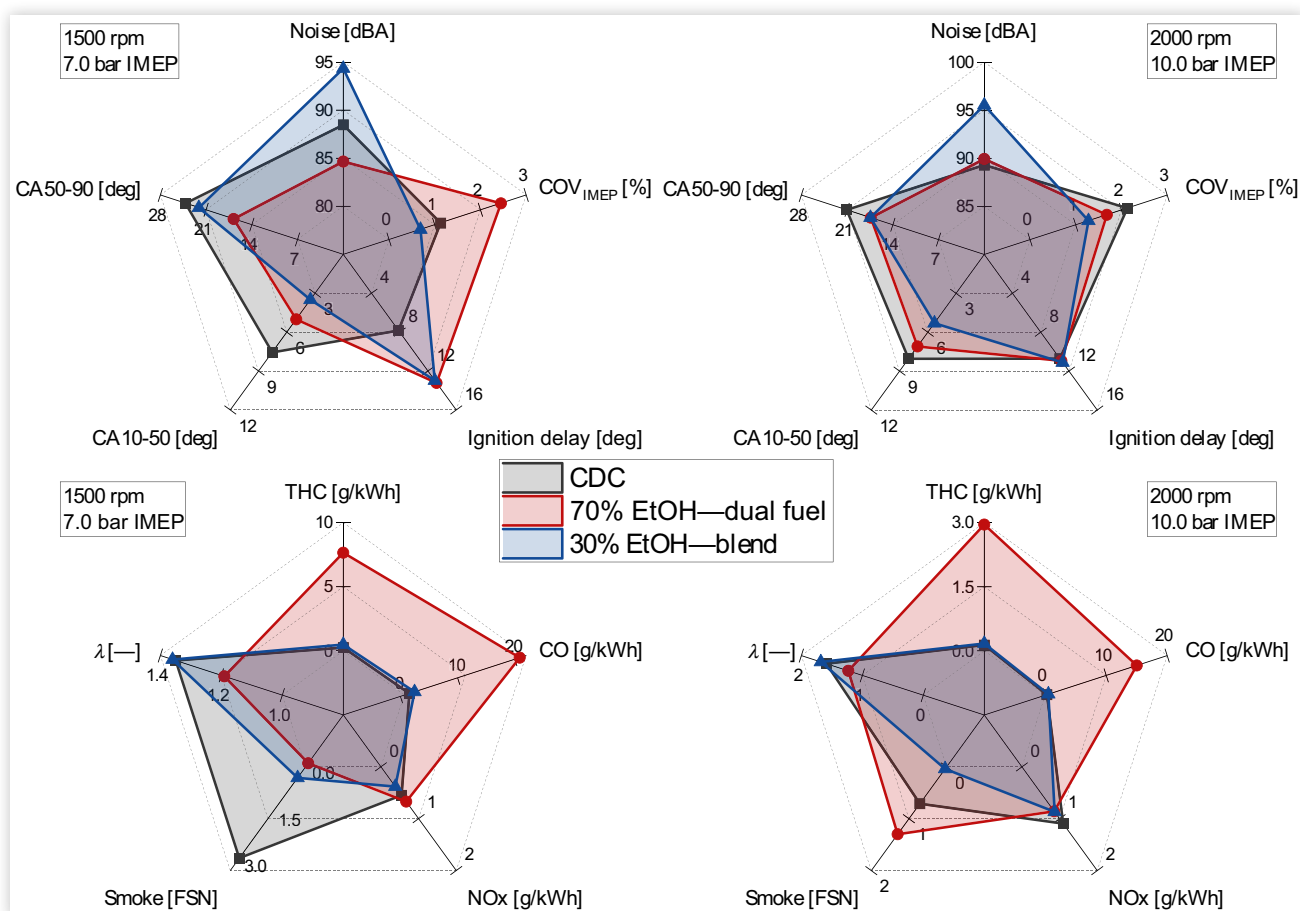 1500 rpm
7.0 bar IMEP
Noise [dBA]
95
90
85
80
COV_IMEP [%]
3
2
1
0
Ignition delay [deg]
16
12
8
4
CA10-50 [deg]
12
9
6
3
CA50-90 [deg]
28
21
14
7
2000 rpm
10.0 bar IMEP
Noise [dBA]
100
95
90
85
COV_IMEP [%]
3
2
1
0
Ignition delay [deg]
16
12
8
4
CA10-50 [deg]
12
9
6
3
CA50-90 [deg]
28
21
14
7
CDC
70% EtOH—dual fuel
30% EtOH—blend
1500 rpm
7.0 bar IMEP
THC [g/kWh]
10
5
0
CO [g/kWh]
20
10
0
NOx [g/kWh]
2
1
0
Smoke [FSN]
3.0
1.5
0.0
λ [—]
1.4
1.2
1.0
2000 rpm
10.0 bar IMEP
THC [g/kWh]
3.0
1.5
0.0
CO [g/kWh]
20
10
0
NOx [g/kWh]
2
1
0
Smoke [FSN]
2
1
0
λ [—]
2
1
0